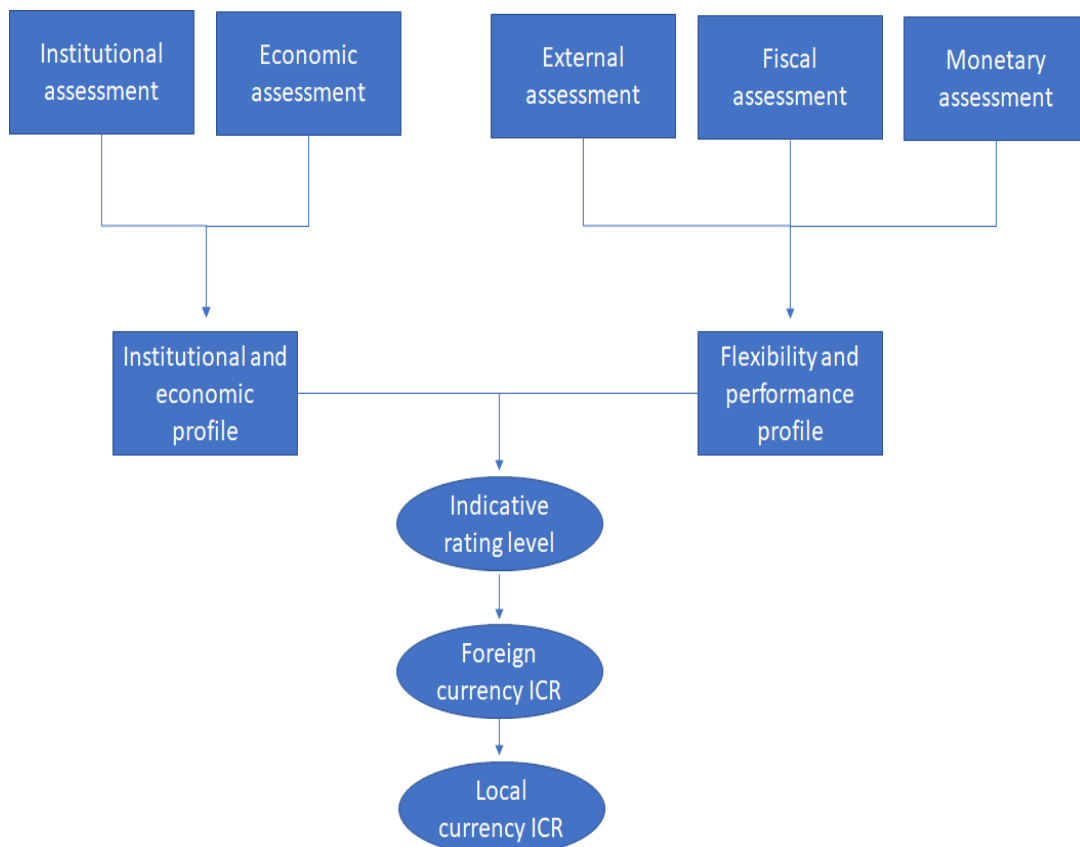 Institutional
assessment
Economic
assessment
External
assessment
Fiscal
assessment
Monetary
assessment
Institutional and
economic
profile
Flexibility and
performance
profile
Indicative
rating level
Foreign
currency ICR
Local
currency ICR